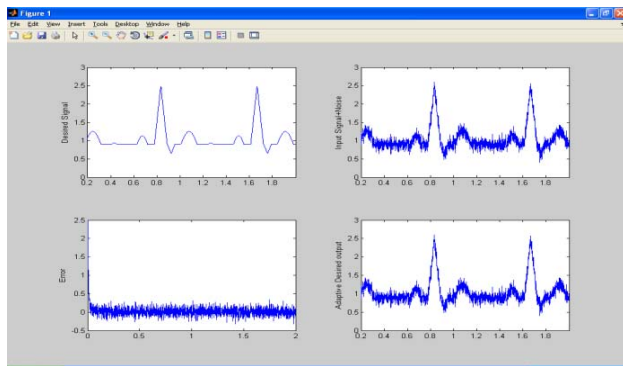 Figure 1
File Edit View Insert Tools Desktop Window Help
Desired Signal
3
2.5
2
1.5
1
0.5
0
0.2 0.4 0.6 0.8 1 1.2 1.4 1.6 1.8
Input Signal+Noise
3
2.5
2
1.5
1
0.5
0
0.2 0.4 0.6 0.8 1 1.2 1.4 1.6 1.8
Error
2.5
2
1.5
1
0.5
0
-0.5
0 0.5 1 1.5 2
Adaptive Desired output
3
2.5
2
1.5
1
0.5
0
0.2 0.4 0.6 0.8 1 1.2 1.4 1.6 1.8